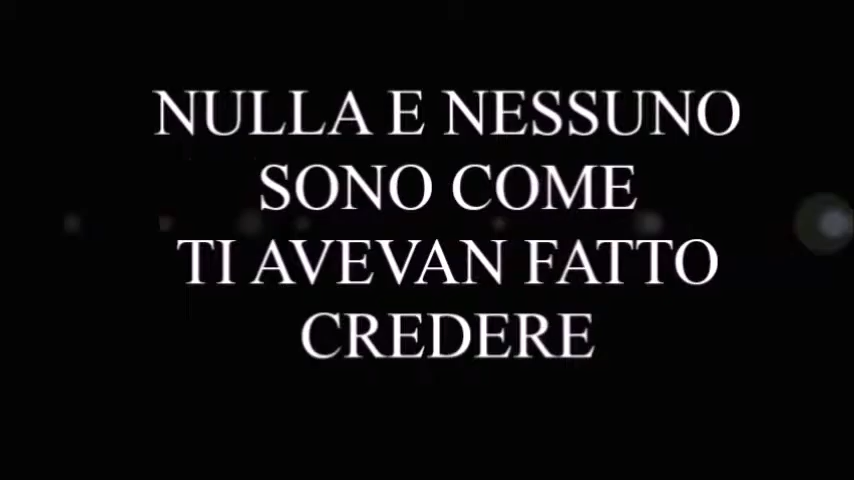 NULLA E NESSUNO
SONO COME
TI AVEVAN FATTO
CREDERE